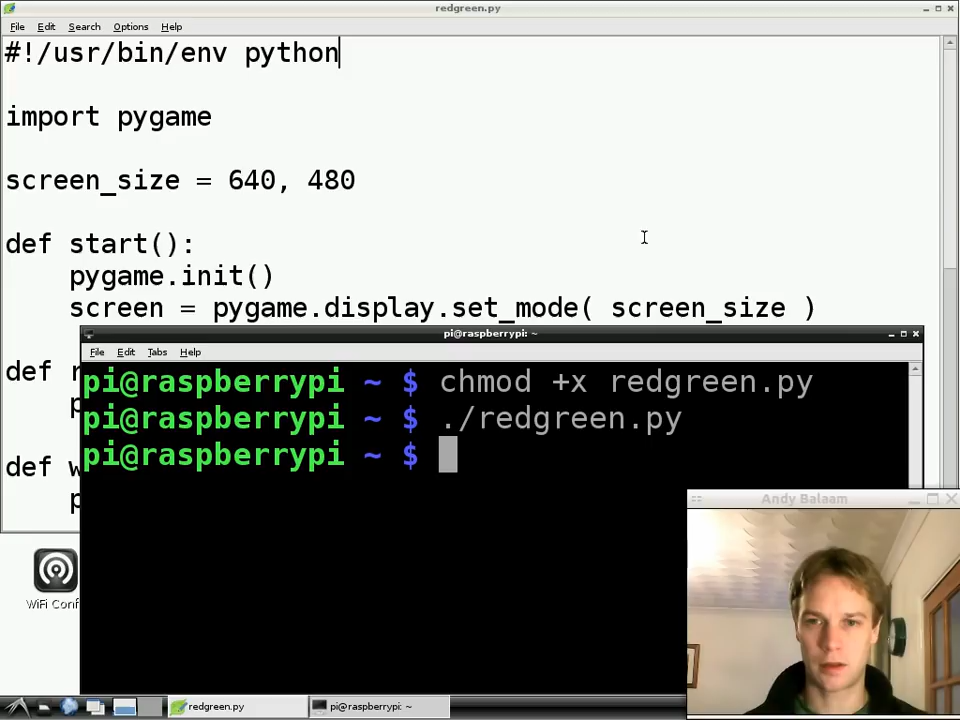 redgreen.py
File Edit Search Options Help
#!/usr/bin/env python
import pygame
screen_size = 640, 480
def start():
pygame.init()
screen = pygame.display.set_mode( screen_size )
def
def
pi@raspberrypi: ~
File Edit Tabs Help
pi@raspberrypi ~ $ chmod +x redgreen.py
pi@raspberrypi ~ $ ./redgreen.py
pi@raspberrypi ~ $
Andy Balaam
WiFi Conf
redgreen.py
pi@raspberrypi: ~